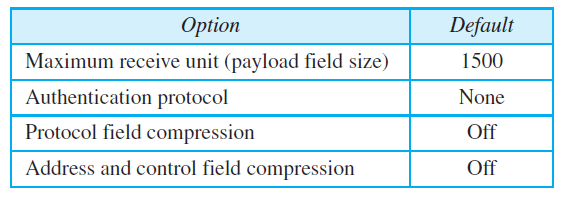 Option Default
Maximum receive unit (payload field size) 1500
Authentication protocol None
Protocol field compression Off
Address and control field compression Off